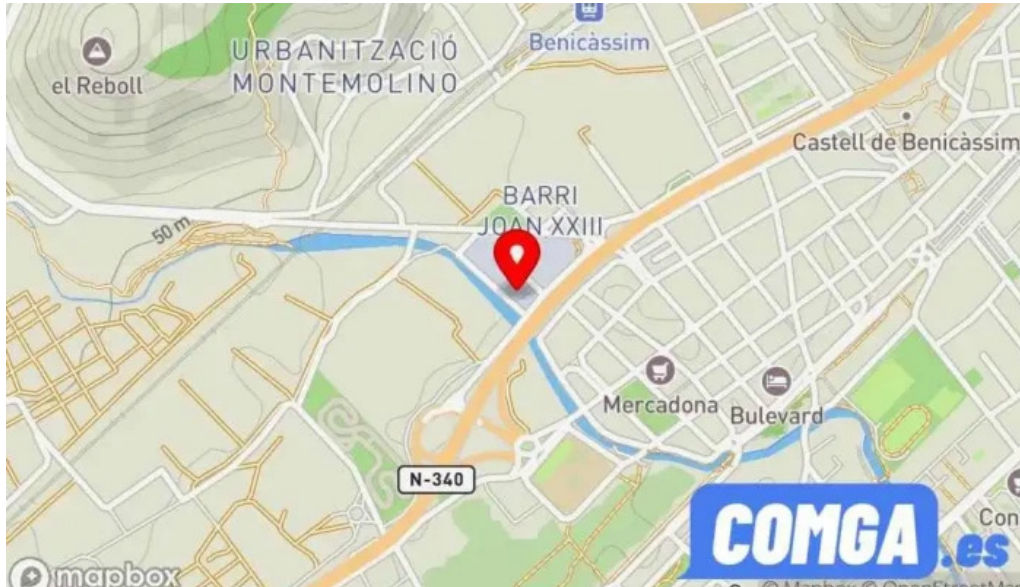 URBANITZACIÓ
MONTEMOLINO
el Reboll
Benicàssim
Castell de Benicàssim
BARRI
JOAN XXIII
50 m
Mercadona
Bulevard
N-340
COMGA.es
mapbox
© Mapbox © OpenStreetMap